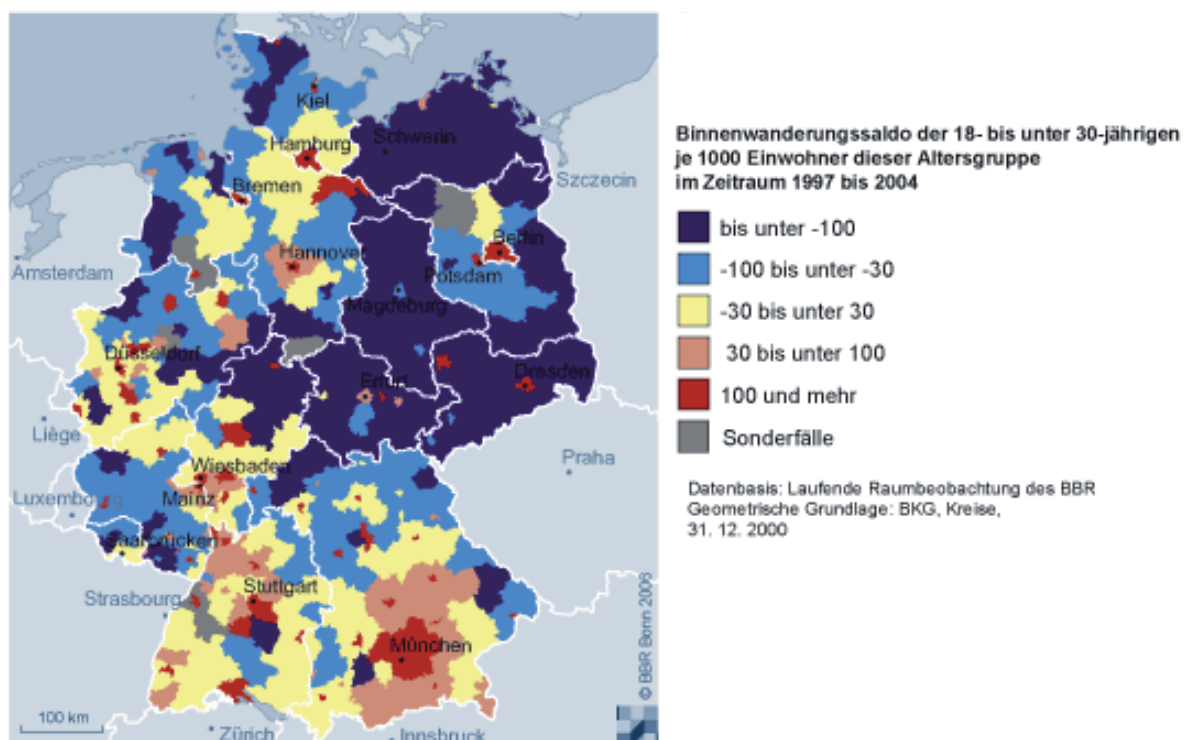 Kiel
Schwerin
Hamburg
Szczecin
Bremen
Berlin
Hannover
Amsterdam
Potsdam
Magdeburg
Düsseldorf
Dresden
Erfurt
Liège
Wiesbaden
Praha
Luxembourg
Mainz
Saarbrücken
Stuttgart
Strasbourg
München
100 km
Zürich
Innsbruck
© BBR Bonn 2006
Binnenwanderungssaldo der 18- bis unter 30-jährigen
je 1000 Einwohner dieser Altersgruppe
im Zeitraum 1997 bis 2004
bis unter -100
-100 bis unter -30
-30 bis unter 30
30 bis unter 100
100 und mehr
Sonderfälle
Datenbasis: Laufende Raumbeobachtung des BBR
Geometrische Grundlage: BKG, Kreise,
31. 12. 2000